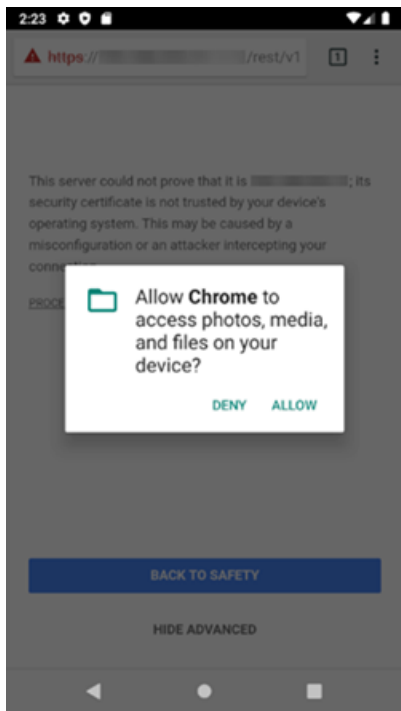 2:23
https:// /rest/v1
1
This server could not prove that it is ; its
security certificate is not trusted by your device's
operating system. This may be caused by a
misconfiguration or an attacker intercepting your
Allow Chrome to
access photos, media,
and files on your
device?
DENY ALLOW
BACK TO SAFETY
HIDE ADVANCED